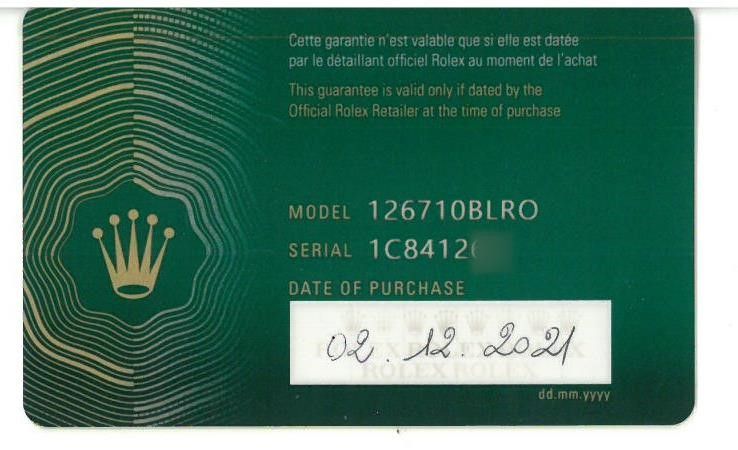 Cette garantie n'est valable que si elle est datée
par le détaillant officiel Rolex au moment de l'achat
This guarantee is valid only if dated by the
Official Rolex Retailer at the time of purchase
MODEL 126710BLRO
SERIAL 1C8412
DATE OF PURCHASE
02.12.2021
ROLEX ROLEX
dd.mm.yyyy